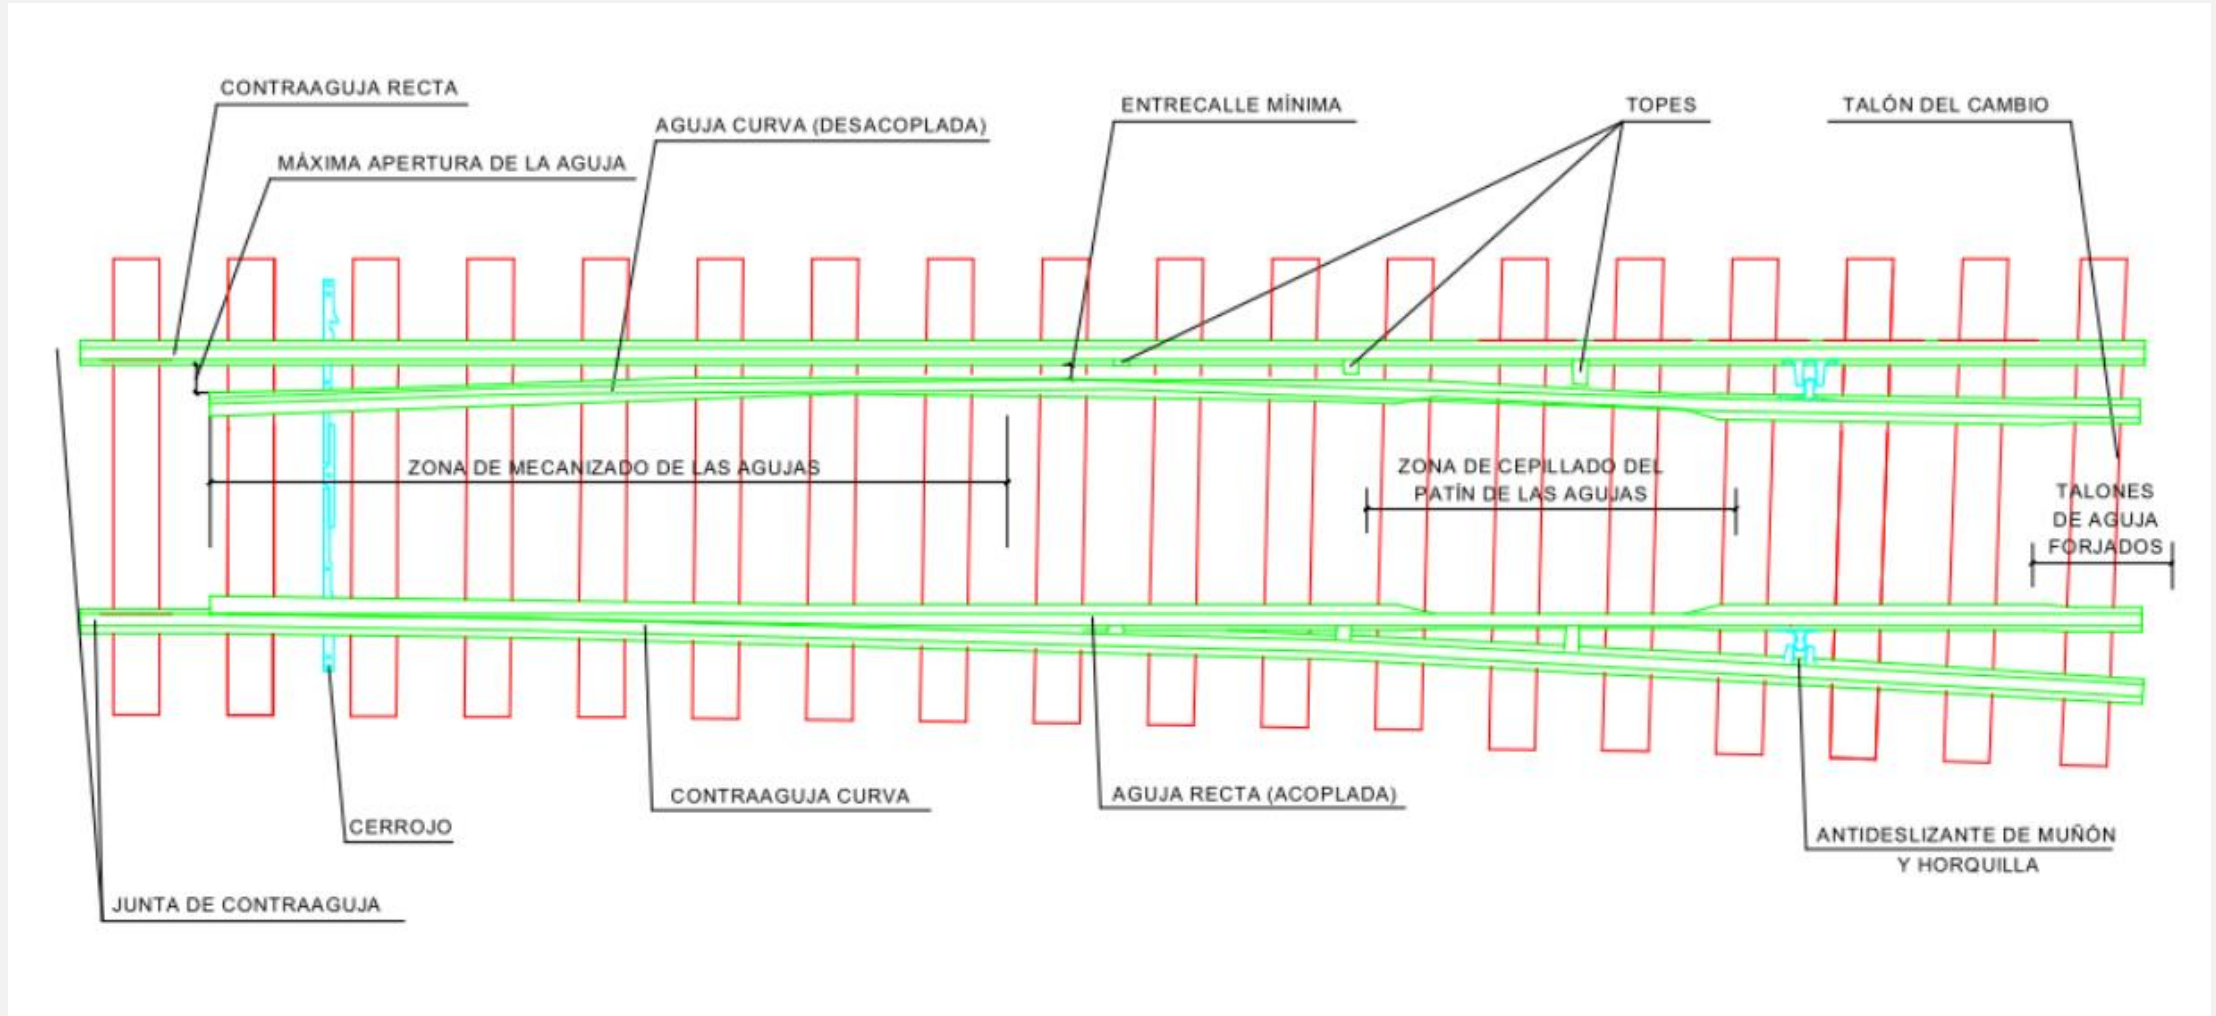 CONTRAAGUJA RECTA
ENTRECALLE MÍNIMA
TOPES
TALÓN DEL CAMBIO
AGUJA CURVA (DESACOPLADA)
MÁXIMA APERTURA DE LA AGUJA
ZONA DE MECANIZADO DE LAS AGUJAS
ZONA DE CEPILLADO DEL
PATÍN DE LAS AGUJAS
TALONES
DE AGUJA
FORJADOS
CONTRAAGUJA CURVA
AGUJA RECTA (ACOPLADA)
CERROJO
ANTIDESLIZANTE DE MUÑÓN
Y HORQUILLA
JUNTA DE CONTRAAGUJA